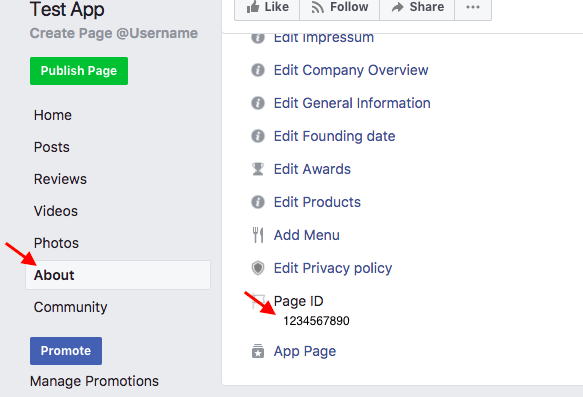 Test App
Create Page @Username
Publish Page
Home
Posts
Reviews
Videos
Photos
About
Community
Promote
Manage Promotions
Like
Follow
Share
Edit Impressum
Edit Company Overview
Edit General Information
Edit Founding date
Edit Awards
Edit Products
Add Menu
Edit Privacy policy
Page ID
1234567890
App Page